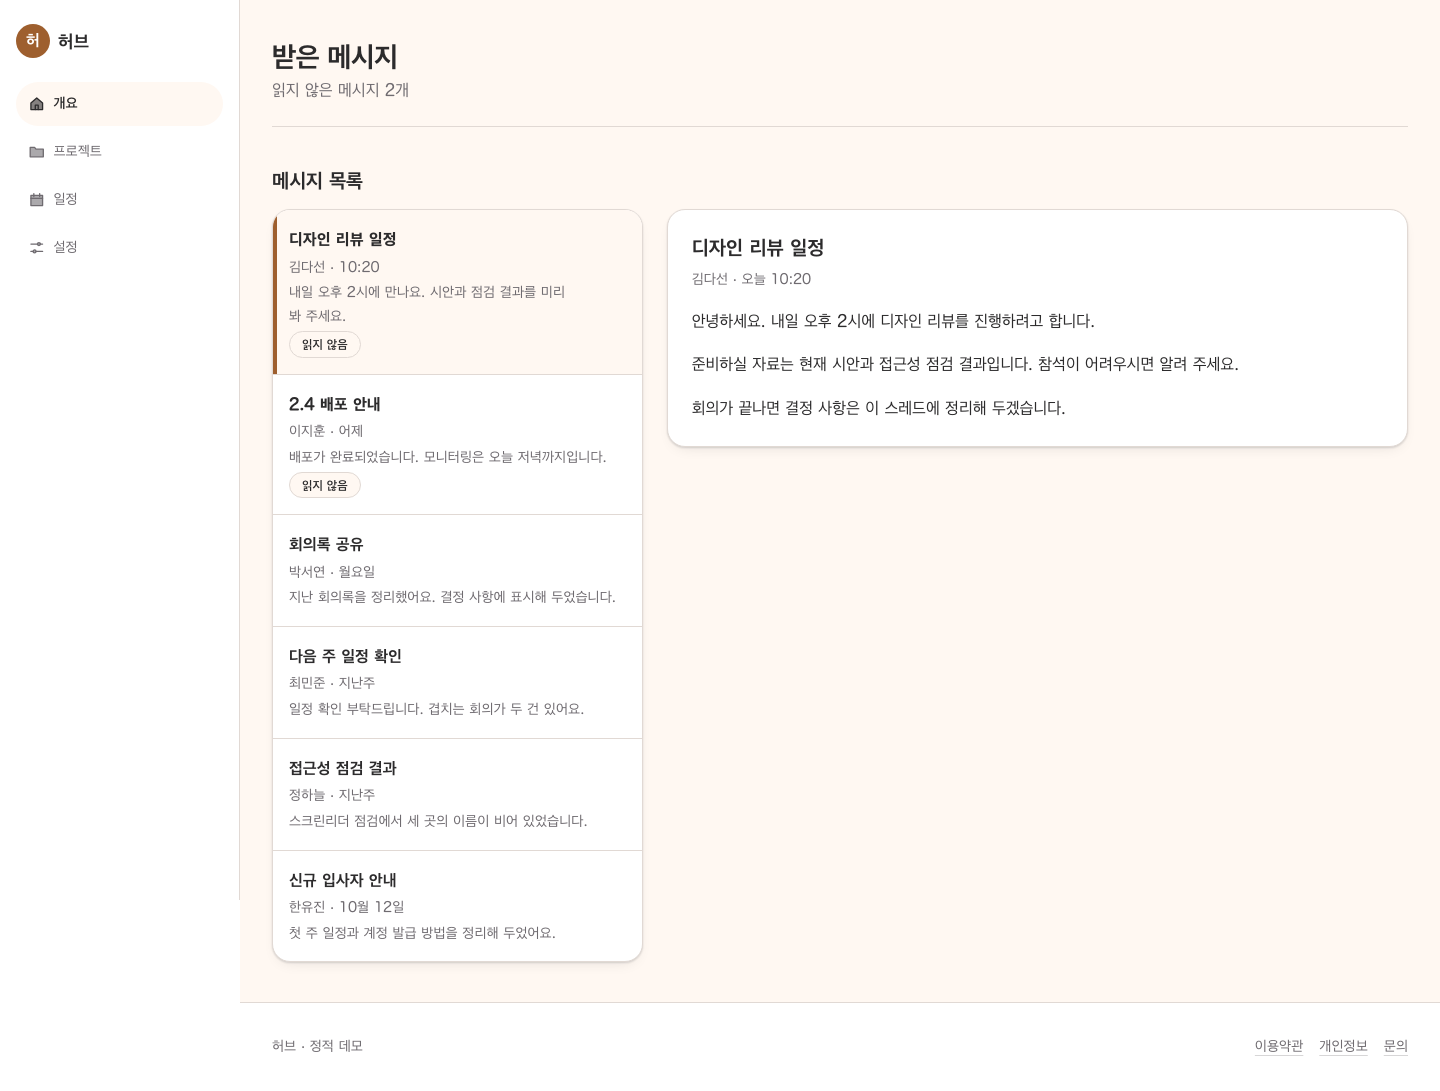 허 허브
개요
프로젝트
일정
설정
받은 메시지
읽지 않은 메시지 2개
메시지 목록
디자인 리뷰 일정
김다선 · 10:20
내일 오후 2시에 만나요. 시안과 점검 결과를 미리
봐 주세요.
읽지 않음
2.4 배포 안내
이지훈 · 어제
배포가 완료되었습니다. 모니터링은 오늘 저녁까지입니다.
읽지 않음
회의록 공유
박서연 · 월요일
지난 회의록을 정리했어요. 결정 사항에 표시해 두었습니다.
다음 주 일정 확인
최민준 · 지난주
일정 확인 부탁드립니다. 겹치는 회의가 두 건 있어요.
접근성 점검 결과
정하늘 · 지난주
스크린리더 점검에서 세 곳의 이름이 비어 있었습니다.
신규 입사자 안내
한유진 · 10월 12일
첫 주 일정과 계정 발급 방법을 정리해 두었어요.
디자인 리뷰 일정
김다선 · 오늘 10:20
안녕하세요. 내일 오후 2시에 디자인 리뷰를 진행하려고 합니다.
준비하실 자료는 현재 시안과 접근성 점검 결과입니다. 참석이 어려우시면 알려 주세요.
회의가 끝나면 결정 사항은 이 스레드에 정리해 두겠습니다.
허브 · 정적 데모
이용약관 개인정보 문의